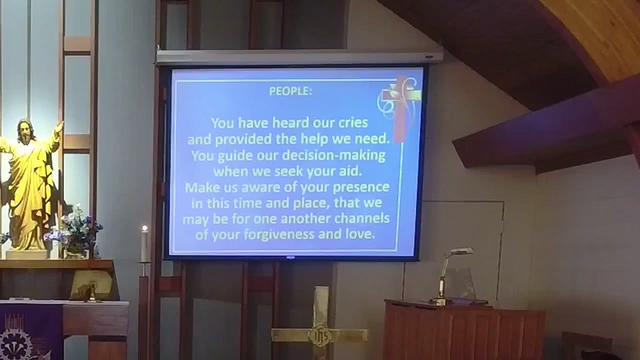 PEOPLE:
You have heard our cries
and provided the help we need.
You guide our decision-making
when we seek your aid.
Make us aware of your presence
in this time and place, that we
may be for one another channels
of your forgiveness and love.